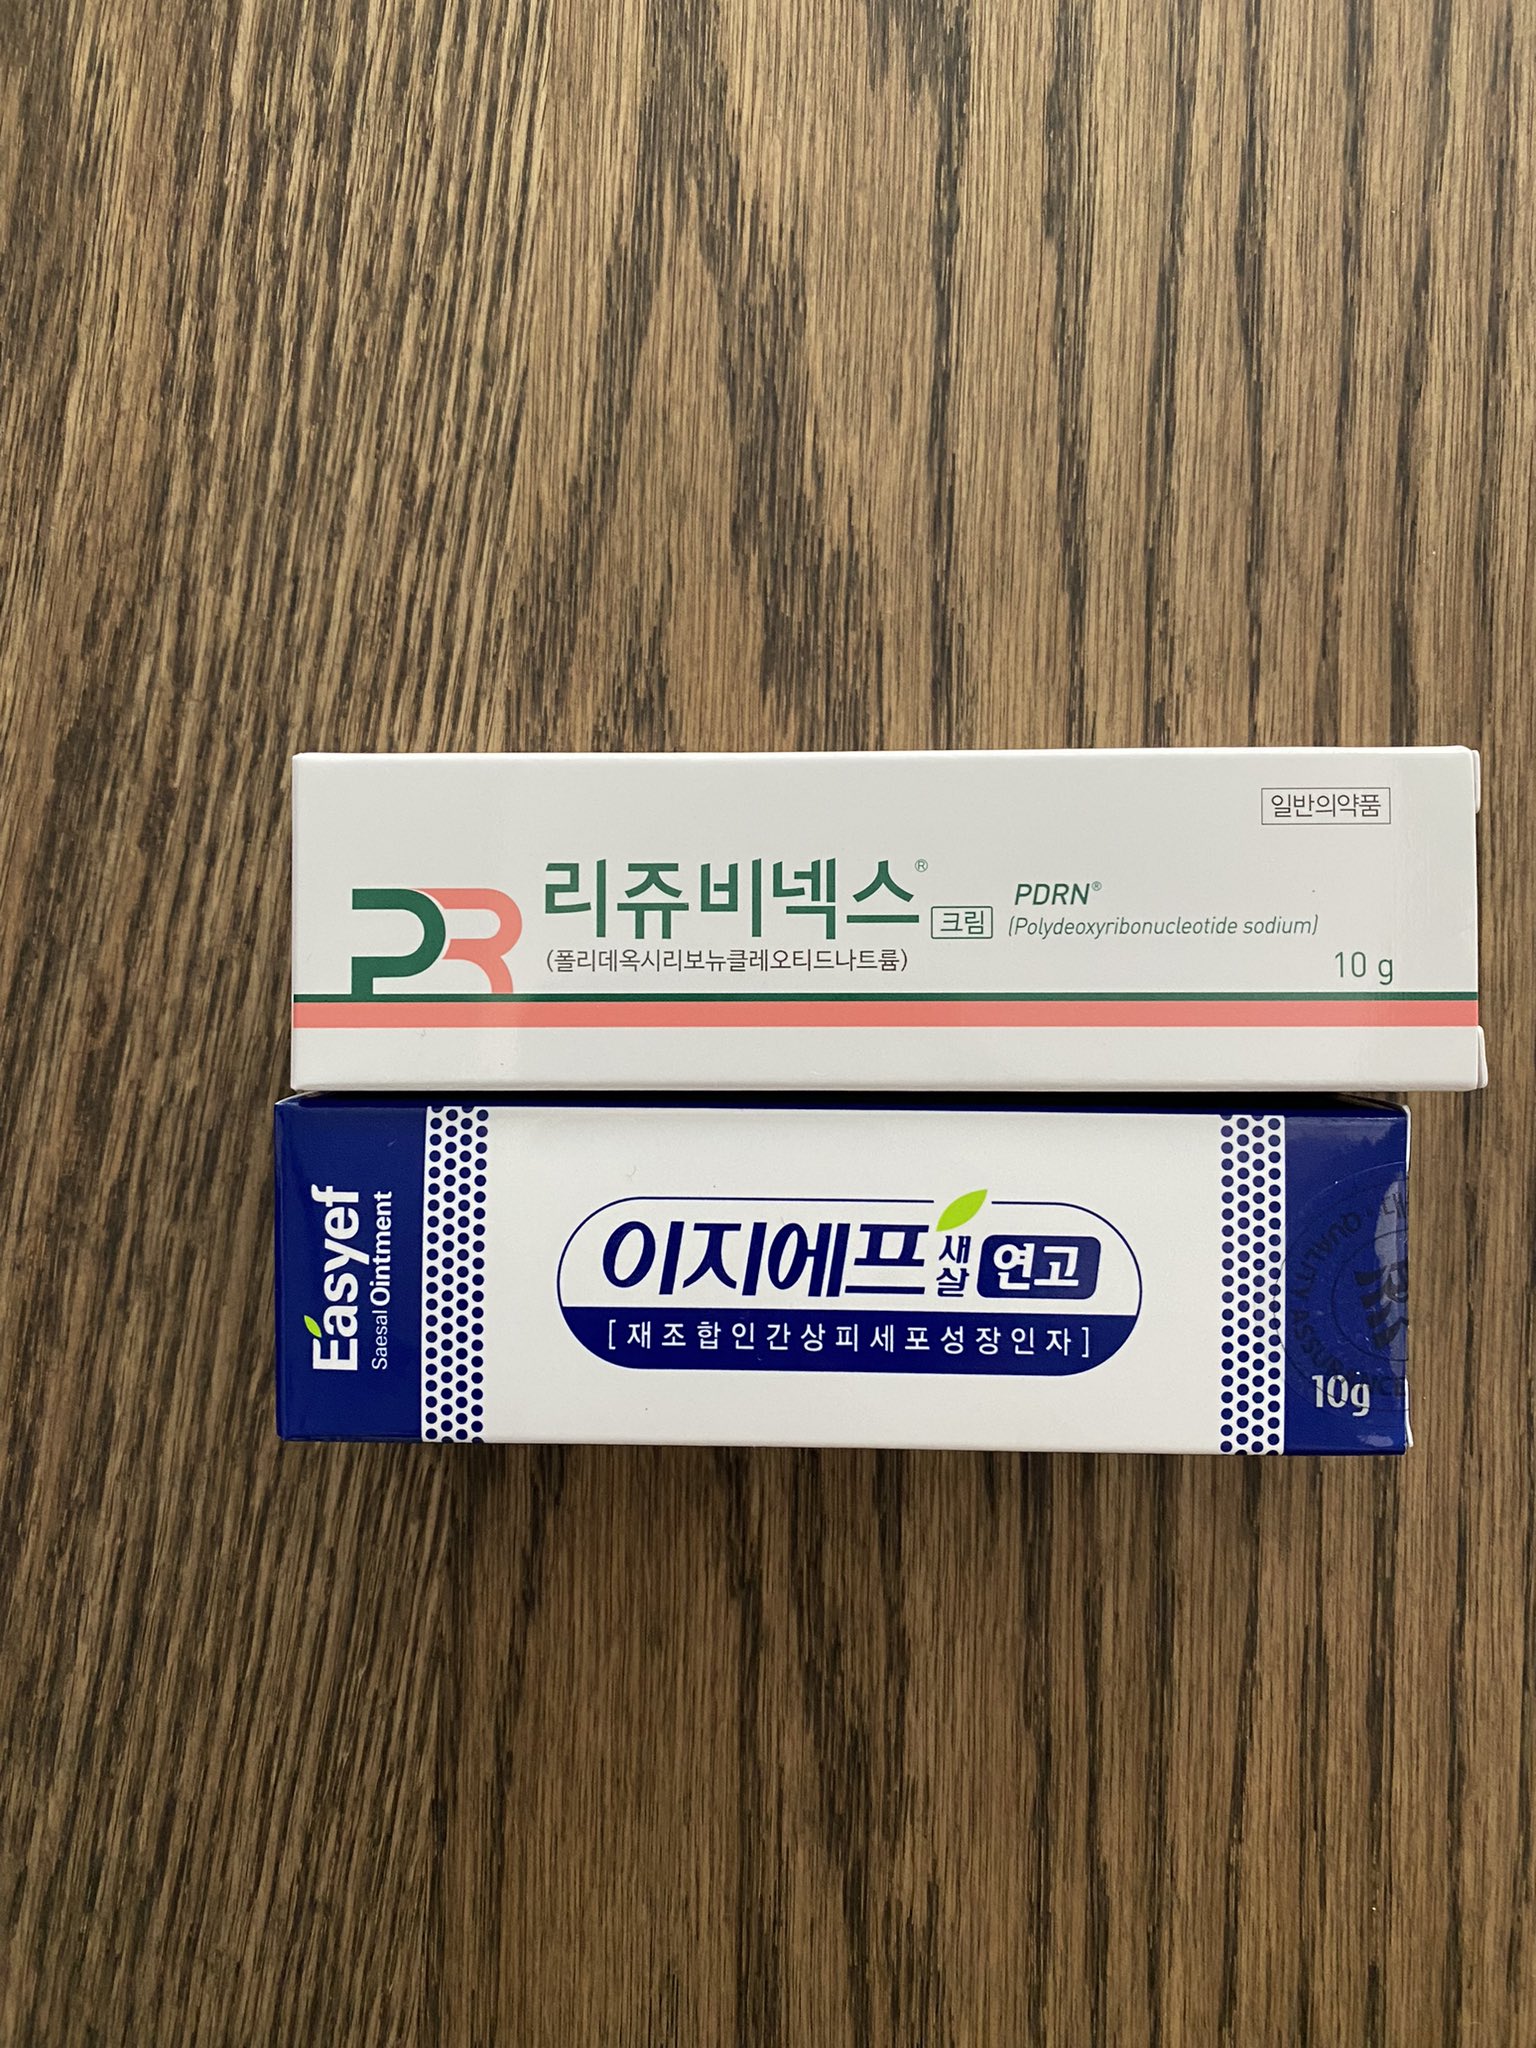 일반의약품
PR
리쥬비넥스®
크림
PDRN®
(Polydeoxyribonucleotide sodium)
(폴리데옥시리보뉴클레오티드나트륨)
10 g
Easyef
Saesal Ointment
이지에프 새살 연고
[재조합인간상피세포성장인자]
QUALITY ASSURANCE
10g